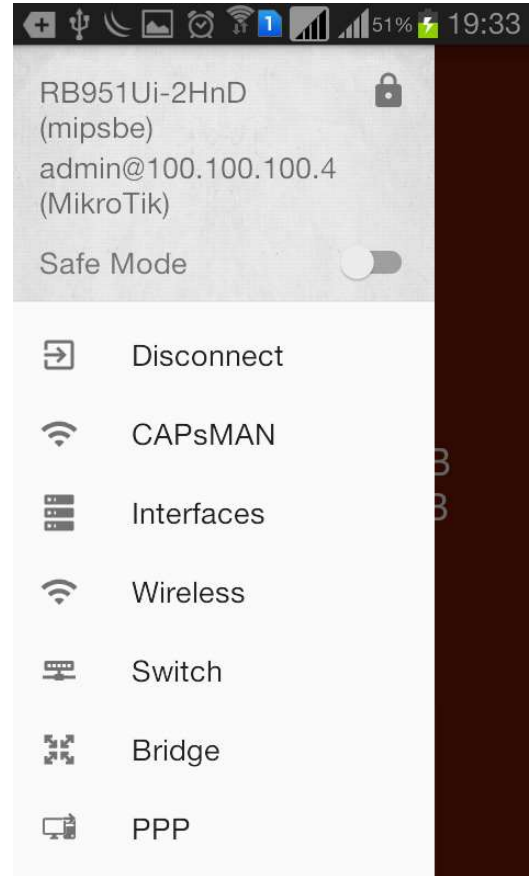 1 51% 19:33
RB951Ui-2HnD
(mipsbe)
admin@100.100.100.4
(MikroTik)
Safe Mode
Disconnect
CAPsMAN
B
Interfaces
B
Wireless
Switch
Bridge
PPP